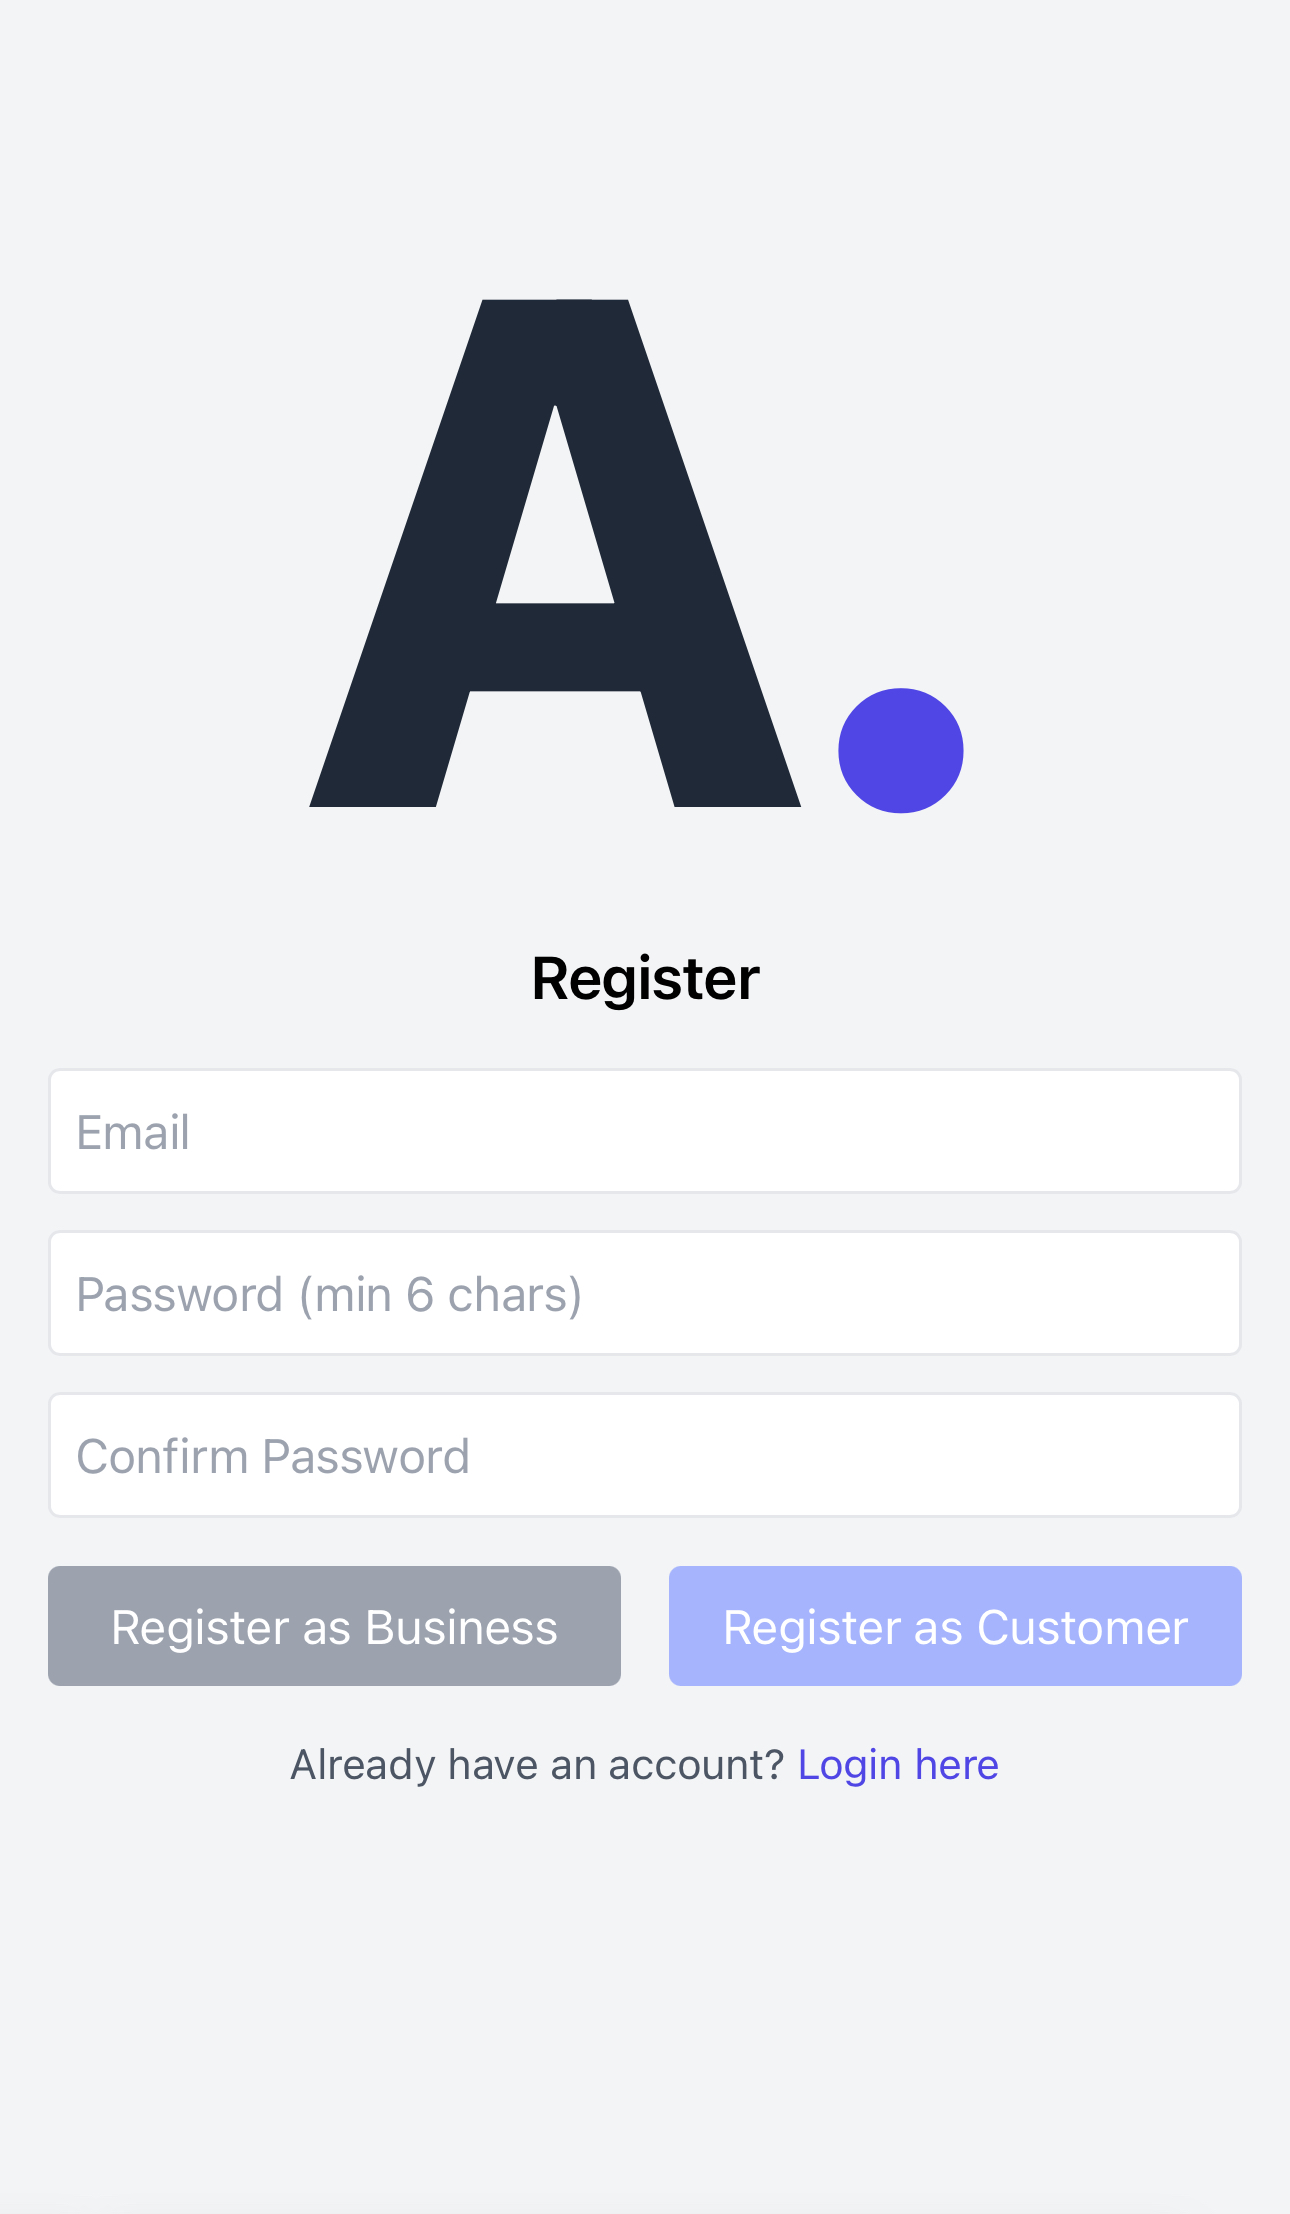 A.
Register
Email
Password (min 6 chars)
Confirm Password
Register as Business
Register as Customer
Already have an account? Login here